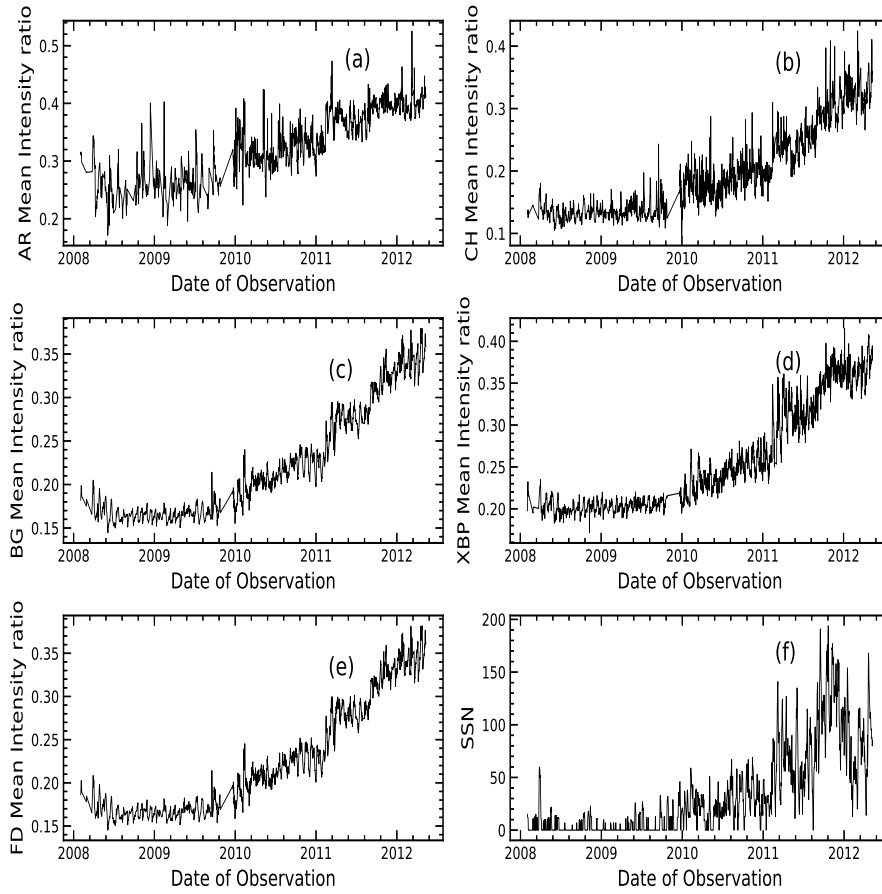 AR Mean Intensity ratio
0.5
0.4
0.3
0.2
(a)
2008 2009 2010 2011 2012
Date of Observation
CH Mean Intensity ratio
0.4
0.3
0.2
0.1
(b)
2008 2009 2010 2011 2012
Date of Observation
BG Mean Intensity ratio
0.35
0.30
0.25
0.20
0.15
(c)
2008 2009 2010 2011 2012
Date of Observation
XBP Mean Intensity ratio
0.40
0.35
0.30
0.25
0.20
(d)
2008 2009 2010 2011 2012
Date of Observation
FD Mean Intensity ratio
0.35
0.30
0.25
0.20
0.15
(e)
2008 2009 2010 2011 2012
Date of Observation
SSN
200
150
100
50
0
(f)
2008 2009 2010 2011 2012
Date of Observation